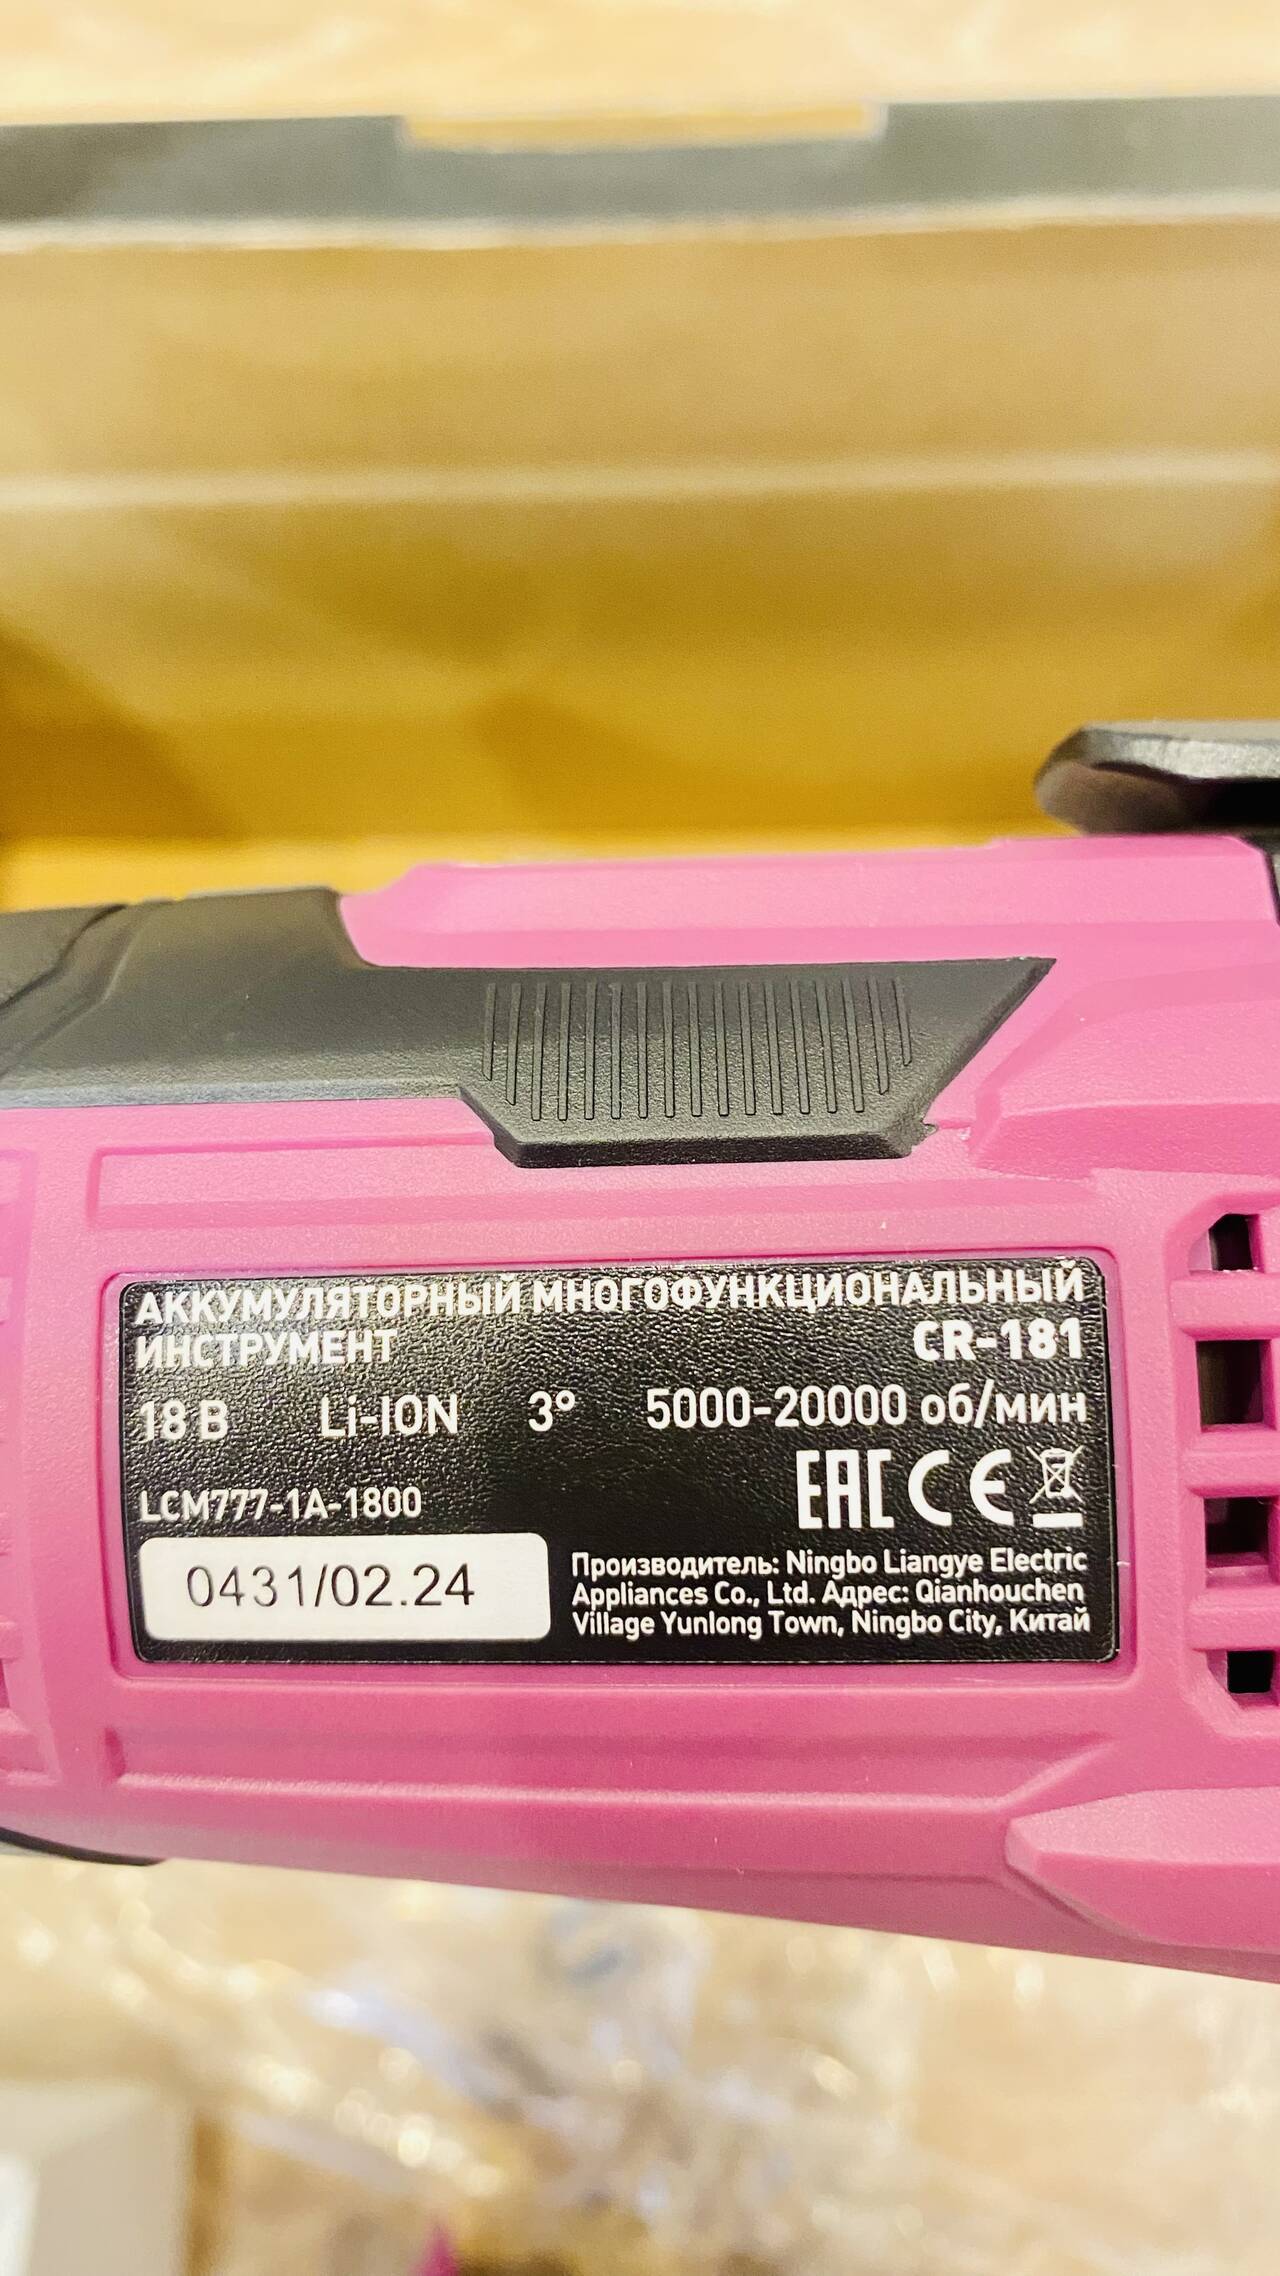 АККУМУЛЯТОРНЫЙ МНОГОФУНКЦИОНАЛЬНЫЙ
ИНСТРУМЕНТ CR-181
18 В Li-ION 3° 5000-20000 об/мин
EAC CE
LCM777-1A-1800
0431/02.24
Производитель: Ningbo Liangye Electric
Appliances Co., Ltd. Адрес: Qianhouchen
Village Yunlong Town, Ningbo City, Китай